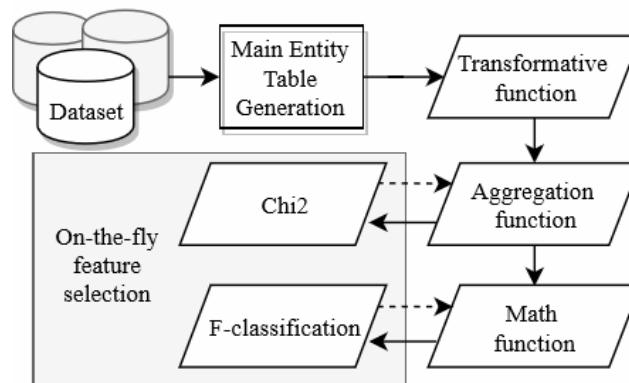 Dataset
Main Entity
Table
Generation
Transformative
function
On-the-fly
feature
selection
Chi2
Aggregation
function
F-classification
Math
function